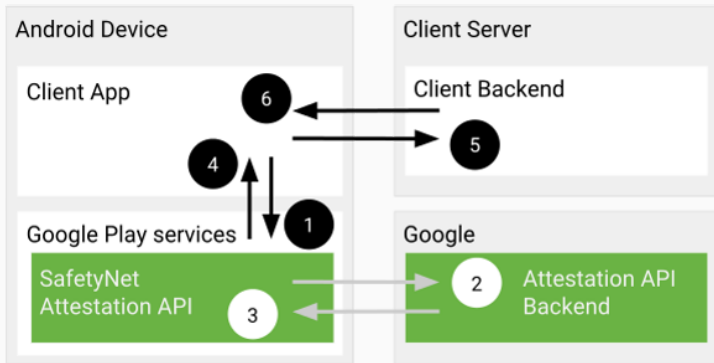 Android Device
Client Server
Client App
6
Client Backend
4
5
1
Google Play services
Google
SafetyNet
Attestation API
3
2
Attestation API
Backend